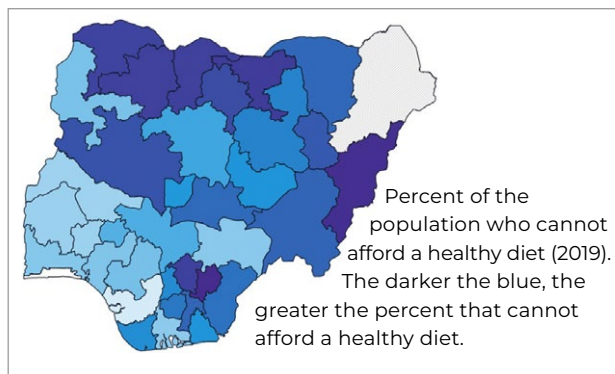 Percent of the
population who cannot
afford a healthy diet (2019).
The darker the blue, the
greater the percent that cannot
afford a healthy diet.